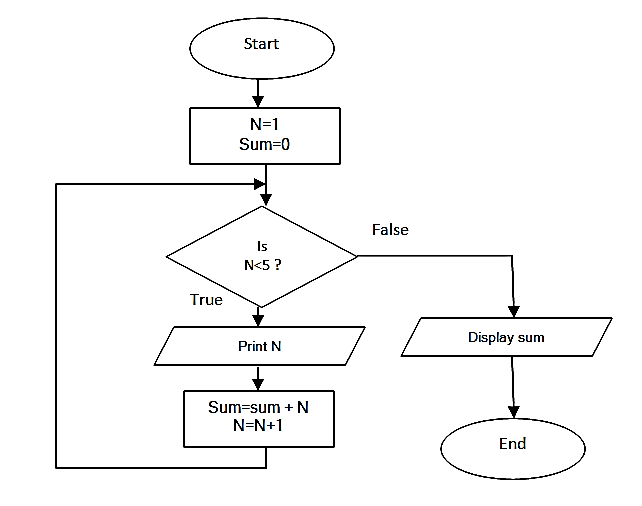 Start
N=1
Sum=0
Is
N<5 ?
False
True
Print N
Display sum
Sum=sum + N
N=N+1
End